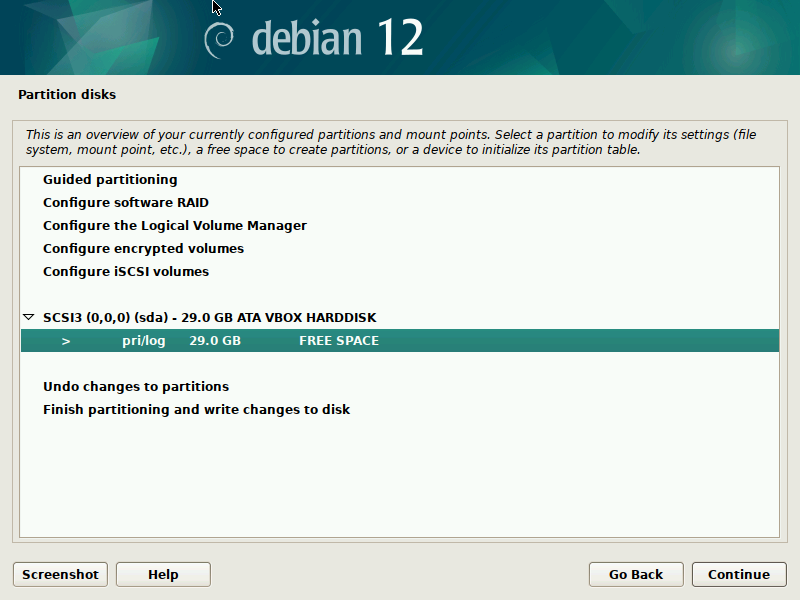 debian 12
Partition disks
This is an overview of your currently configured partitions and mount points. Select a partition to modify its settings (file
system, mount point, etc.), a free space to create partitions, or a device to initialize its partition table.
Guided partitioning
Configure software RAID
Configure the Logical Volume Manager
Configure encrypted volumes
Configure iSCSI volumes
SCSI3 (0,0,0) (sda) - 29.0 GB ATA VBOX HARDDISK
> pri/log 29.0 GB FREE SPACE
Undo changes to partitions
Finish partitioning and write changes to disk
Screenshot Help Go Back Continue